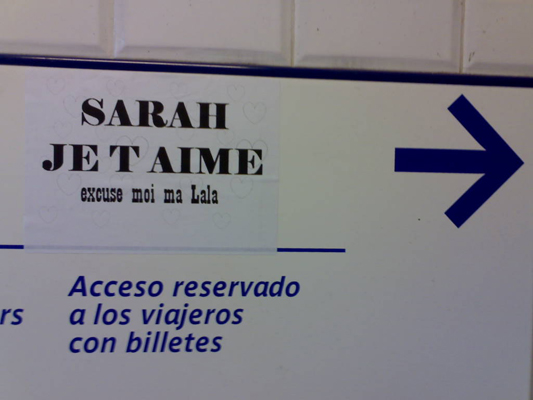 SARAH
JE T AIME
excuse moi ma Lala
Acceso reservado
rs a los viajeros
con billetes